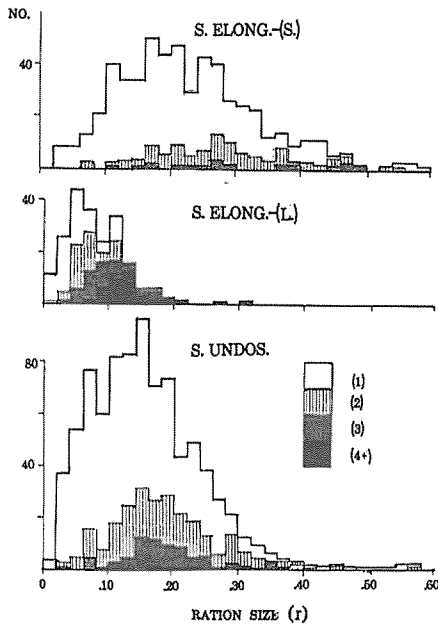 NO.
S. ELONG.-(S.)
40
S. ELONG.-(L.)
40
S. UNDOS.
80
40
(1)
(2)
(3)
(4+)
0 .10 .20 .30 .40 .50 .60
RATION SIZE (r)